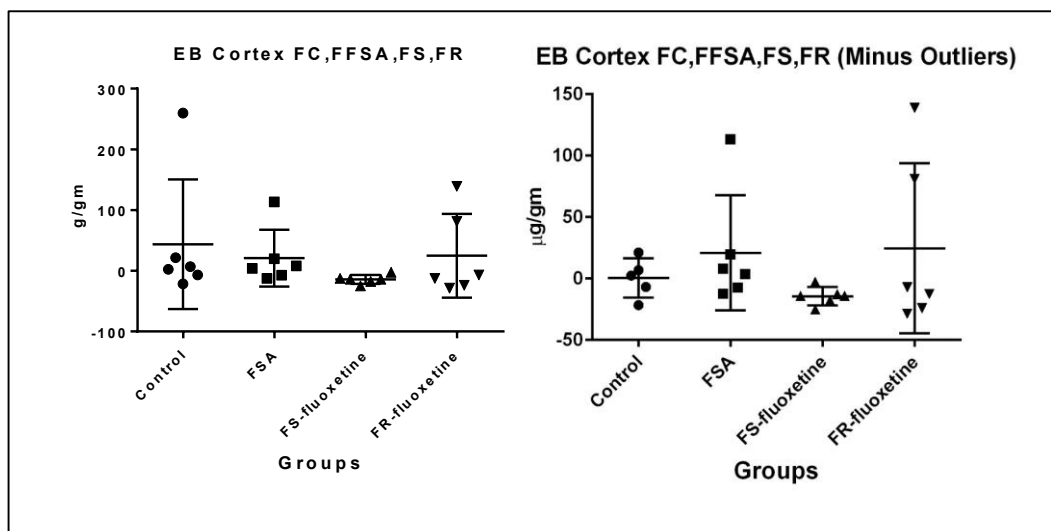 EB Cortex FC,FFSA,FS,FR
300
200
100
0
-100
g/gm
Control
FSA
FS-fluoxetine
FR-fluoxetine
Groups
EB Cortex FC,FFSA,FS,FR (Minus Outliers)
150
100
50
0
-50
µg/gm
Control
FSA
FS-fluoxetine
FR-fluoxetine
Groups